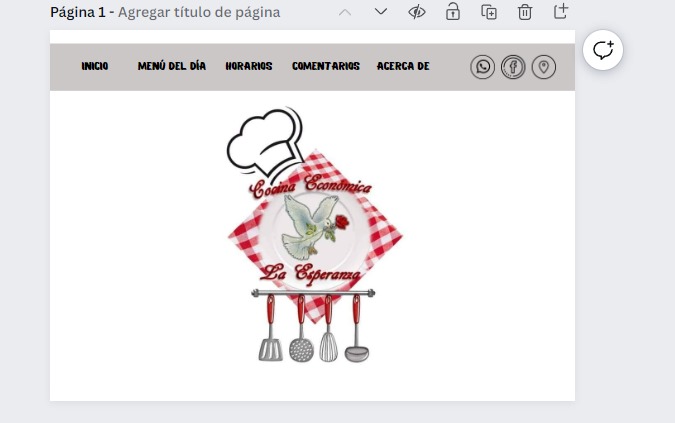 Página 1 - Agregar título de página
INICIO MENÚ DEL DÍA HORARIOS COMENTARIOS ACERCA DE
Cocina Económica
La Esperanza